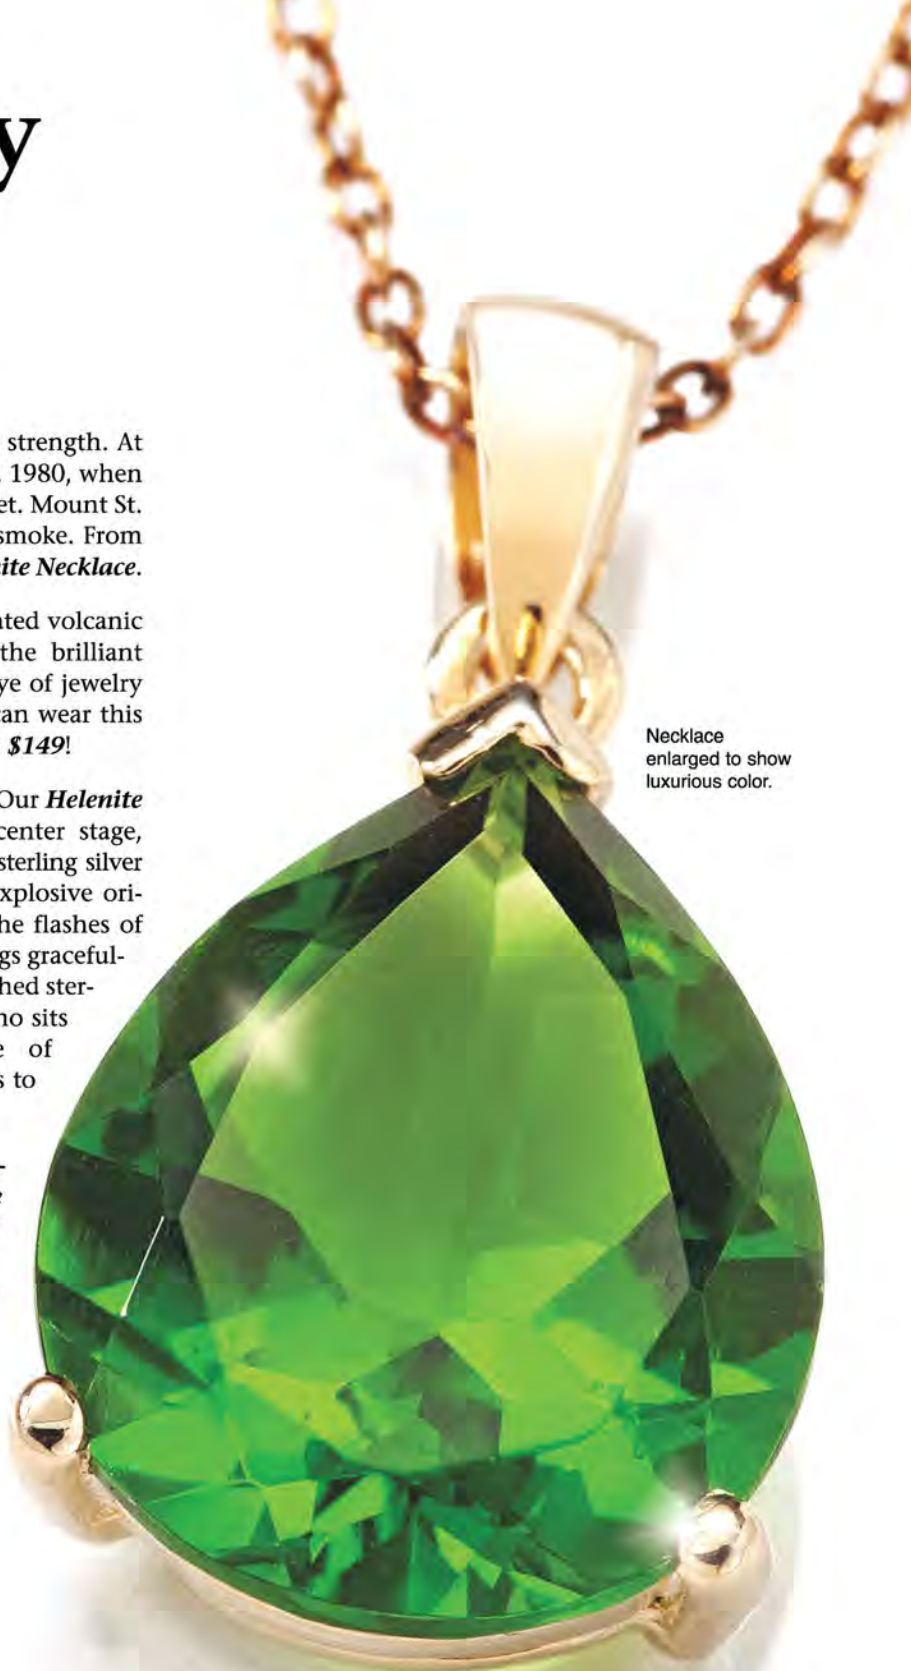 y
strength. At
1980, when
et. Mount St.
smoke. From
ite Necklace.
ated volcanic
the brilliant
ye of jewelry
can wear this
$149!
Our Helenite
center stage,
sterling silver
xplosive ori-
he flashes of
gs graceful-
hed ster-
no sits
e of
s to
Necklace
enlarged to show
luxurious color.